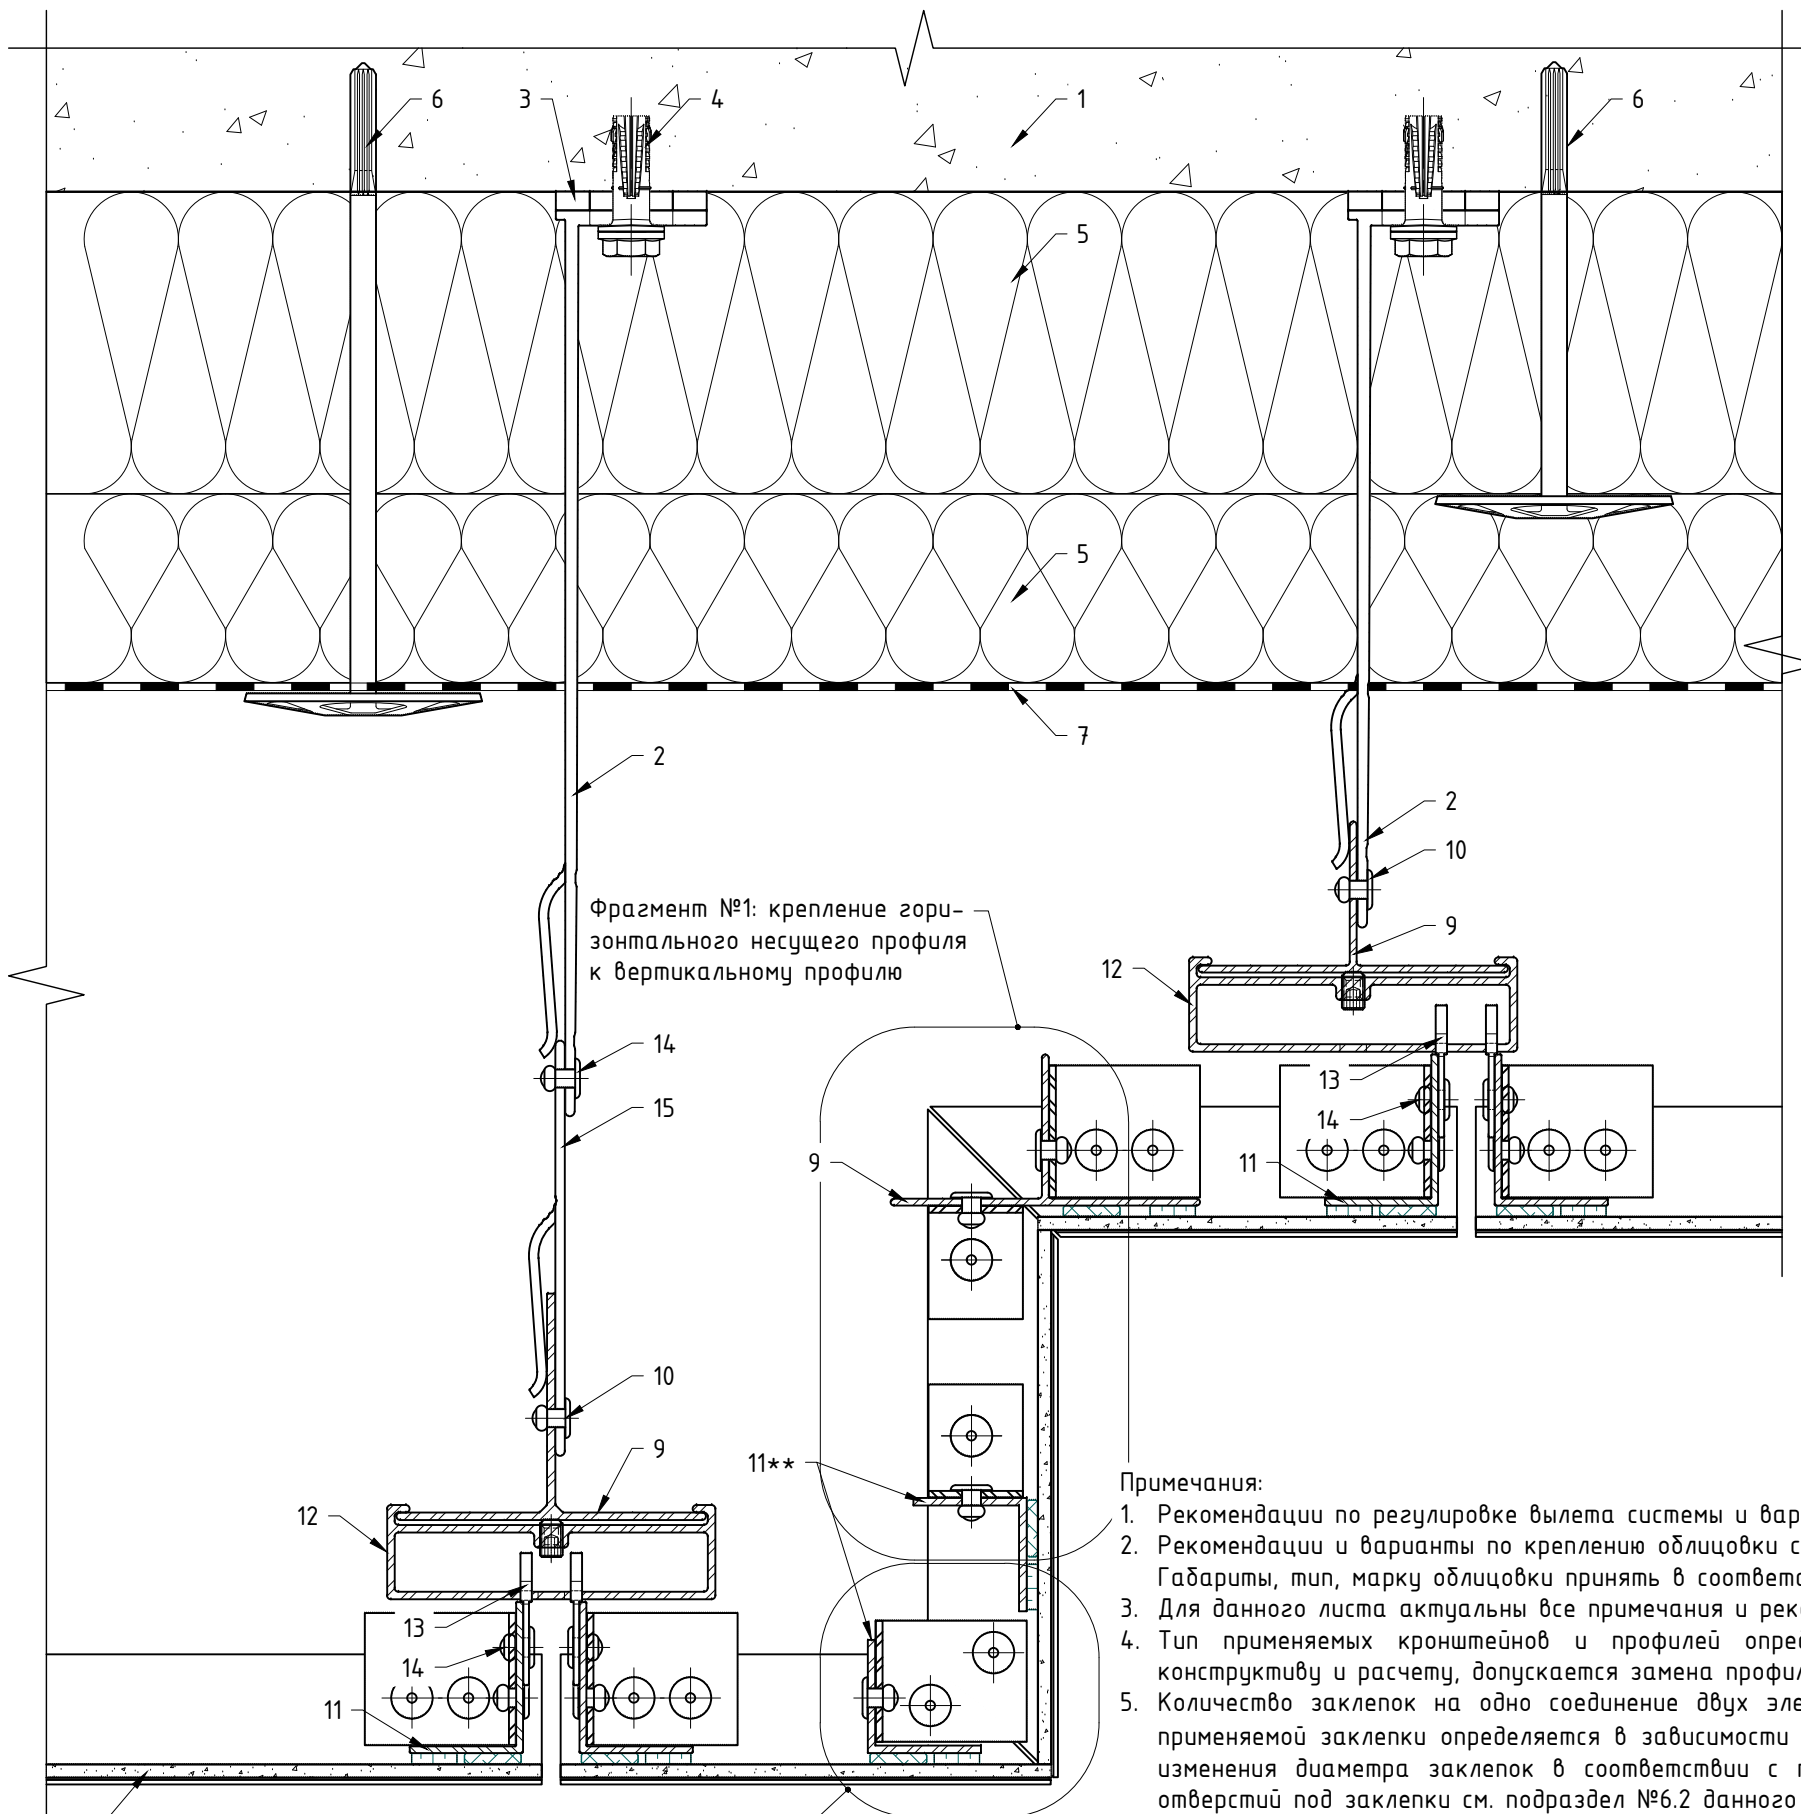 6
3
4
1
6
5
5
7
2
2
10
Фрагмент №1: крепление гори-
зонтального несущего профиля
к вертикальному профилю
9
12
14
13
15
14
9
11
10
9
11**
12
13
14
11
Примечания:
1. Рекомендации по регулировке вылета системы и вар
2. Рекомендации и варианты по креплению облицовки с
Габариты, тип, марку облицовки принять в соответс
3. Для данного листа актуальны все примечания и рек
4. Тип применяемых кронштейнов и профилей опре
конструктиву и расчету, допускается замена профил
5. Количество заклепок на одно соединение двух эле
применяемой заклепки определяется в зависимости
изменения диаметра заклепок в соответствии с п
отверстий под заклепки см. подраздел №6.2 данного